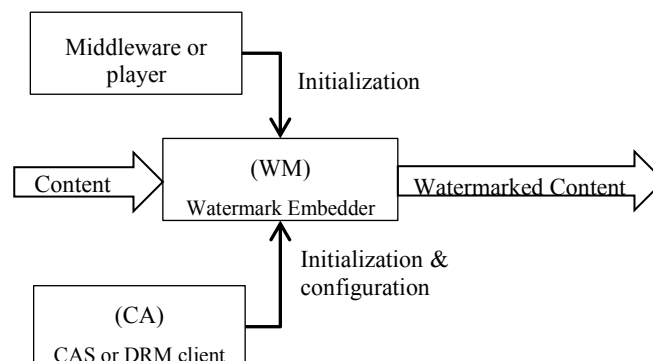 Middleware or
player
Initialization
(WM)
Content
Watermark Embedder
Watermarked Content
Initialization &
configuration
(CA)
CAS or DRM client